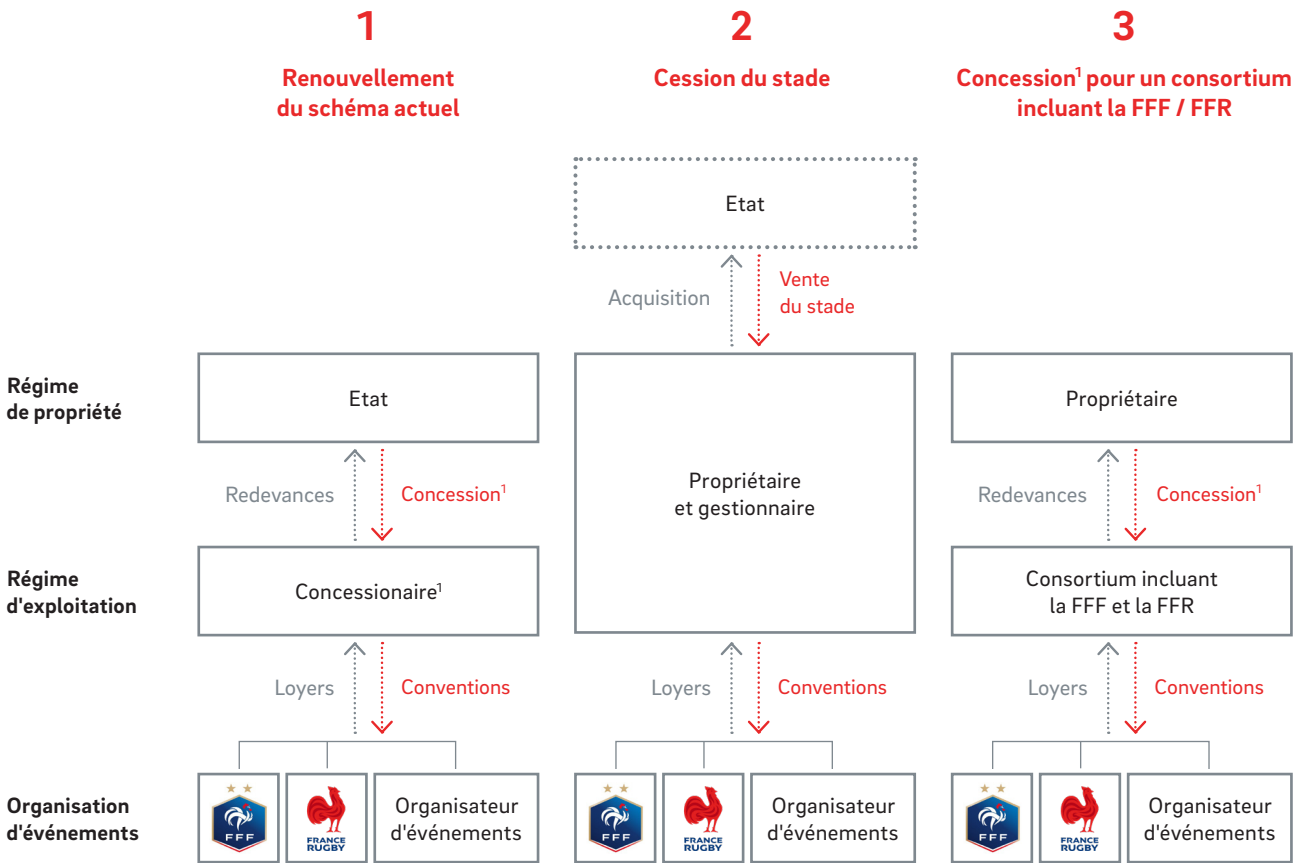 1
Renouvellement
du schéma actuel
2
Cession du stade
3
Concession¹ pour un consortium
incluant la FFF / FFR
Etat
Acquisition
Vente
du stade
Régime
de propriété
Etat
Propriétaire
et gestionnaire
Propriétaire
Redevances
Concession¹
Redevances
Concession¹
Régime
d'exploitation
Concessionaire¹
Consortium incluant
la FFF et la FFR
Loyers
Conventions
Loyers
Conventions
Loyers
Conventions
Organisation
d'événements
FFF
FRANCE
RUGBY
Organisateur
d'événements
FFF
FRANCE
RUGBY
Organisateur
d'événements
FFF
FRANCE
RUGBY
Organisateur
d'événements